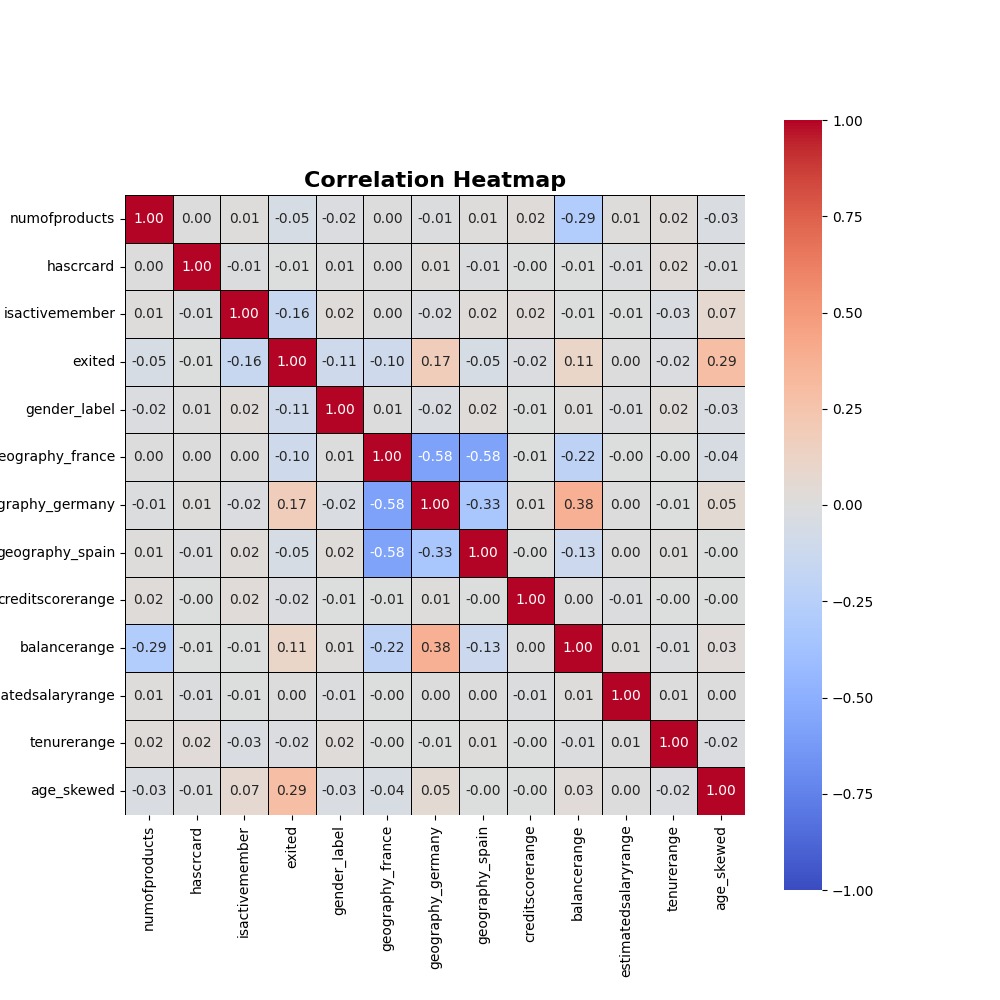 Correlation Heatmap
numofproducts 1.00 0.00 0.01 -0.05 -0.02 0.00 -0.01 0.01 0.02 -0.29 0.01 0.02 -0.03
hascrcard 0.00 1.00 -0.01 -0.01 0.01 0.00 0.01 -0.01 -0.00 -0.01 -0.01 0.02 -0.01
isactivemember 0.01 -0.01 1.00 -0.16 0.02 0.00 -0.02 0.02 0.02 -0.01 -0.01 -0.03 0.07
exited -0.05 -0.01 -0.16 1.00 -0.11 -0.10 0.17 -0.05 -0.02 0.11 0.00 -0.02 0.29
gender_label -0.02 0.01 0.02 -0.11 1.00 0.01 -0.02 0.02 -0.01 0.01 -0.01 0.02 -0.03
eography_france 0.00 0.00 0.00 -0.10 0.01 1.00 -0.58 -0.58 -0.01 -0.22 -0.00 -0.00 -0.04
graphy_germany -0.01 0.01 -0.02 0.17 -0.02 -0.58 1.00 -0.33 0.01 0.38 0.00 -0.01 0.05
geography_spain 0.01 -0.01 0.02 -0.05 0.02 -0.58 -0.33 1.00 -0.00 -0.13 0.00 0.01 -0.00
creditscorerange 0.02 -0.00 0.02 -0.02 -0.01 -0.01 0.01 -0.00 1.00 0.00 -0.01 -0.00 -0.00
balancerange -0.29 -0.01 -0.01 0.11 0.01 -0.22 0.38 -0.13 0.00 1.00 0.01 -0.01 0.03
atedsalaryrange 0.01 -0.01 -0.01 0.00 -0.01 -0.00 0.00 0.00 -0.01 0.01 1.00 0.01 0.00
tenurerange 0.02 0.02 -0.03 -0.02 0.02 -0.00 -0.01 0.01 -0.00 -0.01 0.01 1.00 -0.02
age_skewed -0.03 -0.01 0.07 0.29 -0.03 -0.04 0.05 -0.00 -0.00 0.03 0.00 -0.02 1.00
numofproducts
hascrcard
isactivemember
exited
gender_label
geography_france
geography_germany
geography_spain
creditscorerange
balancerange
estimatedsalaryrange
tenurerange
age_skewed
1.00
0.75
0.50
0.25
0.00
−0.25
−0.50
−0.75
−1.00